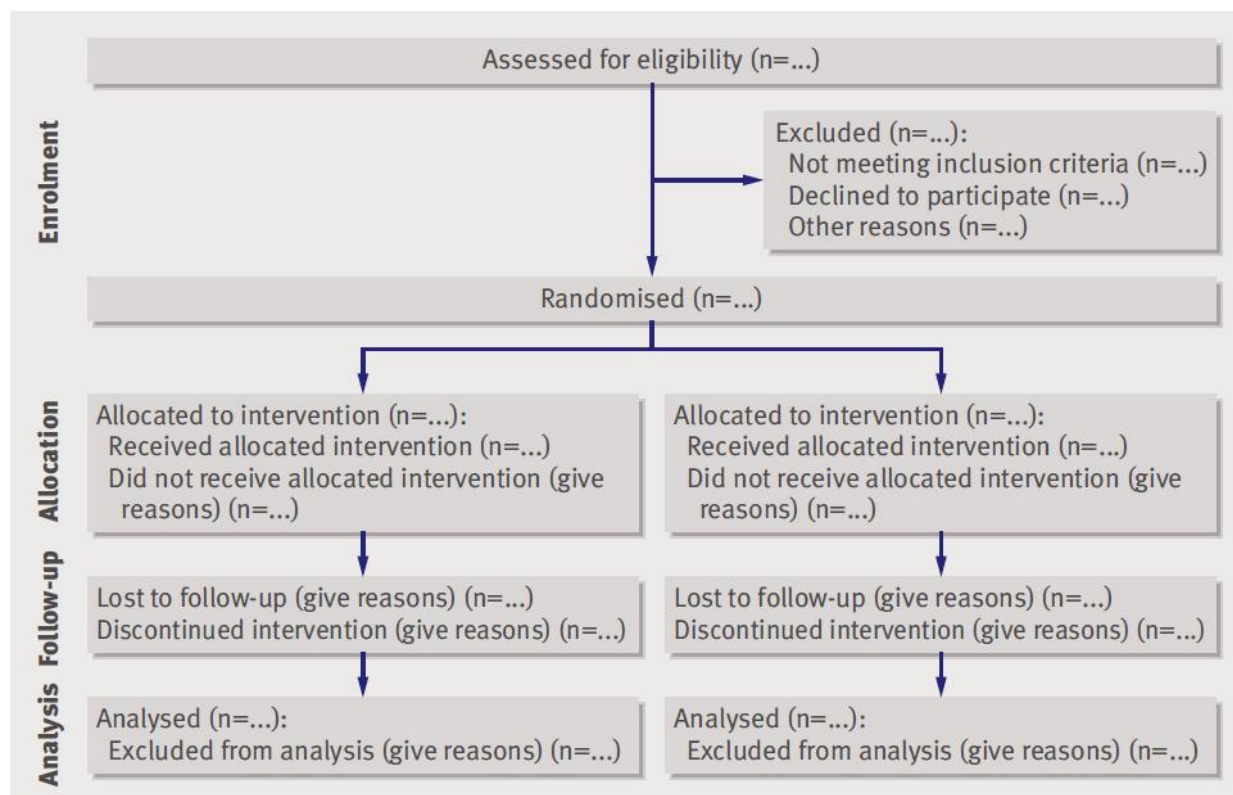 Enrolment
Assessed for eligibility (n=...)
Excluded (n=...):
Not meeting inclusion criteria (n=...)
Declined to participate (n=...)
Other reasons (n=...)
Randomised (n=...)
Allocation
Allocated to intervention (n=...):
Received allocated intervention (n=...)
Did not receive allocated intervention (give
reasons) (n=...)
Allocated to intervention (n=...):
Received allocated intervention (n=...)
Did not receive allocated intervention (give
reasons) (n=...)
Follow-up
Lost to follow-up (give reasons) (n=...)
Discontinued intervention (give reasons) (n=...)
Lost to follow-up (give reasons) (n=...)
Discontinued intervention (give reasons) (n=...)
Analysis
Analysed (n=...):
Excluded from analysis (give reasons) (n=...)
Analysed (n=...):
Excluded from analysis (give reasons) (n=...)